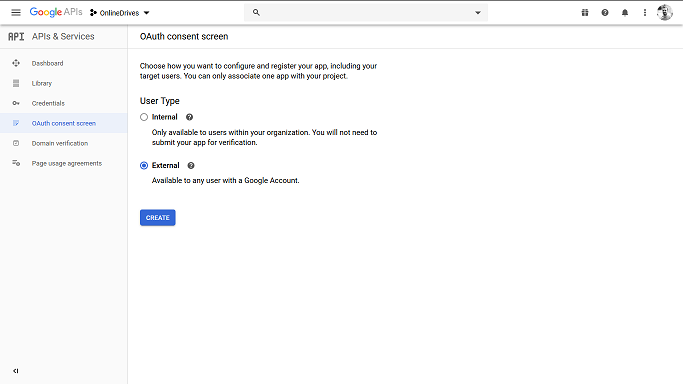 Google APIs
OnlineDrives
API APIs & Services
OAuth consent screen
Dashboard
Library
Credentials
OAuth consent screen
Domain verification
Page usage agreements
Choose how you want to configure and register your app, including your
target users. You can only associate one app with your project.
User Type
Internal
Only available to users within your organization. You will not need to
submit your app for verification.
External
Available to any user with a Google Account.
CREATE